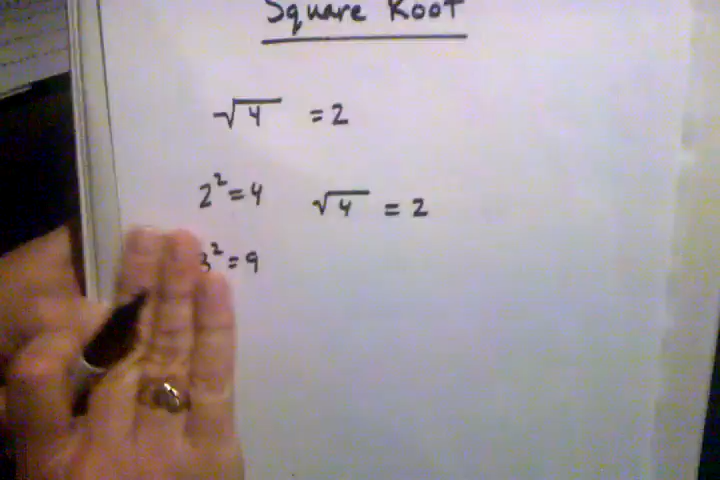 Square Root
√4 = 2
2² = 4 √4 = 2
3² = 9